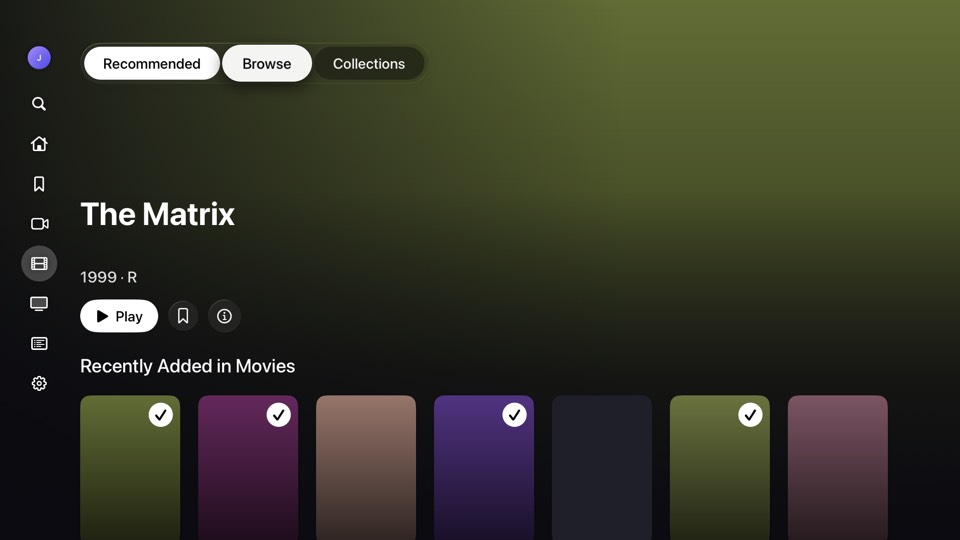 J
Recommended
Browse
Collections
The Matrix
1999 · R
Play
Recently Added in Movies